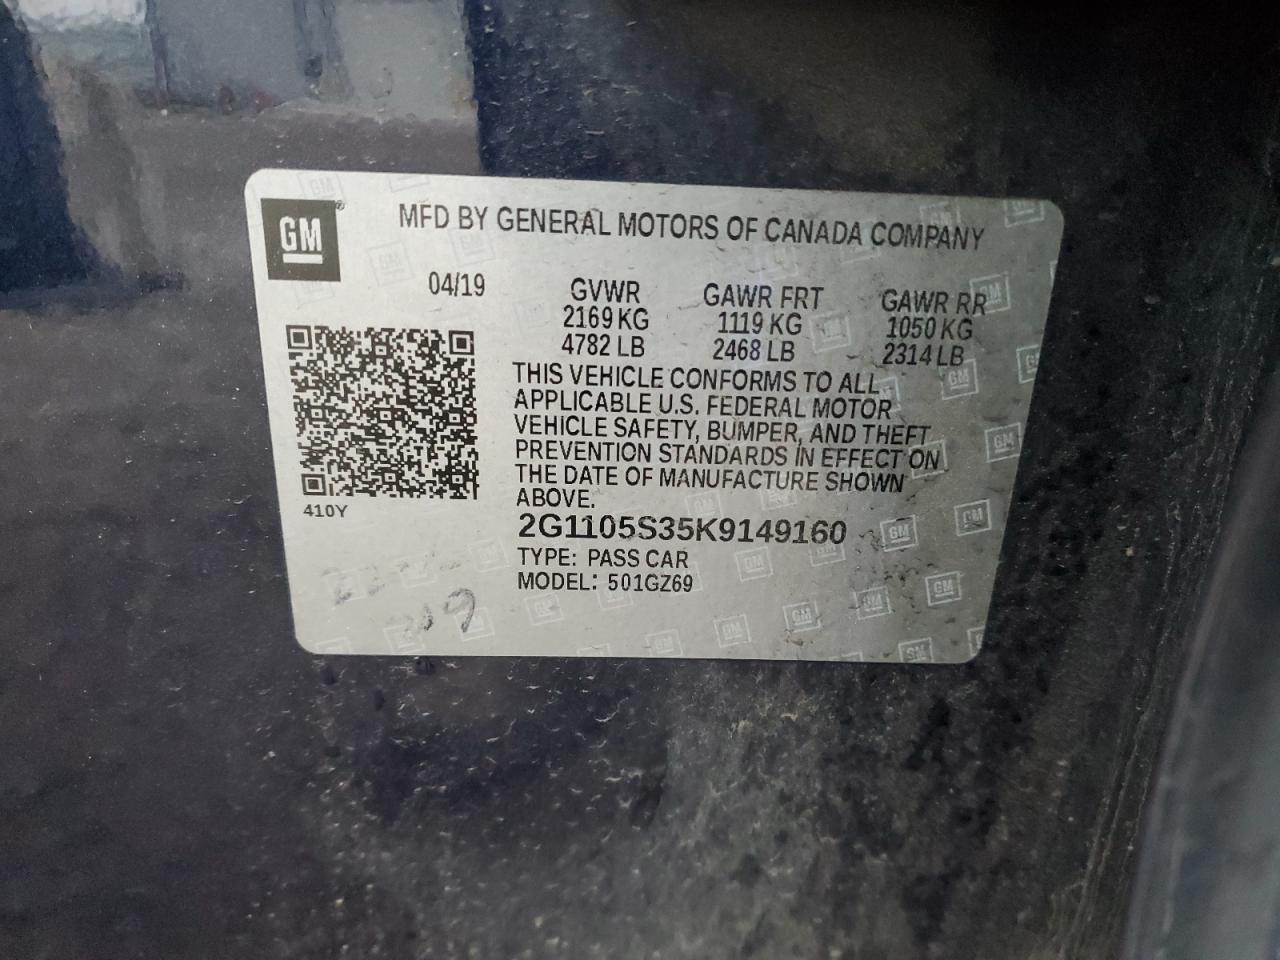 GM
MFD BY GENERAL MOTORS OF CANADA COMPANY
04/19
GVWR GAWR FRT GAWR RR
2169 KG 1119 KG 1050 KG
4782 LB 2468 LB 2314 LB
THIS VEHICLE CONFORMS TO ALL
APPLICABLE U.S. FEDERAL MOTOR
VEHICLE SAFETY, BUMPER, AND THEFT
PREVENTION STANDARDS IN EFFECT ON
THE DATE OF MANUFACTURE SHOWN
ABOVE.
410Y
2G1105S35K9149160
TYPE: PASS CAR
MODEL: 501GZ69